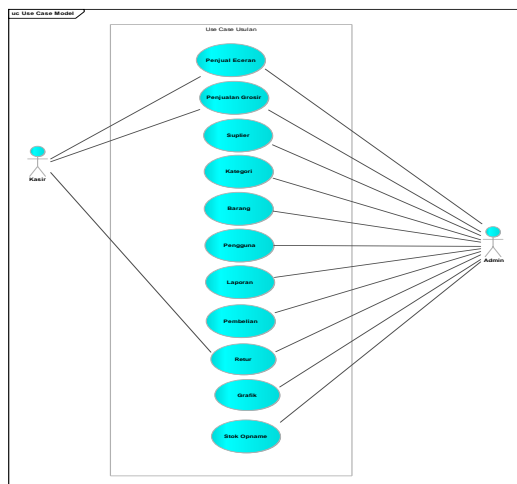 uc Use Case Model
Use Case Usulan
Penjual Eceran
Penjualan Grosir
Suplier
Kategori
Kasir
Barang
Pengguna
Admin
Laporan
Pembelian
Retur
Grafik
Stok Opname